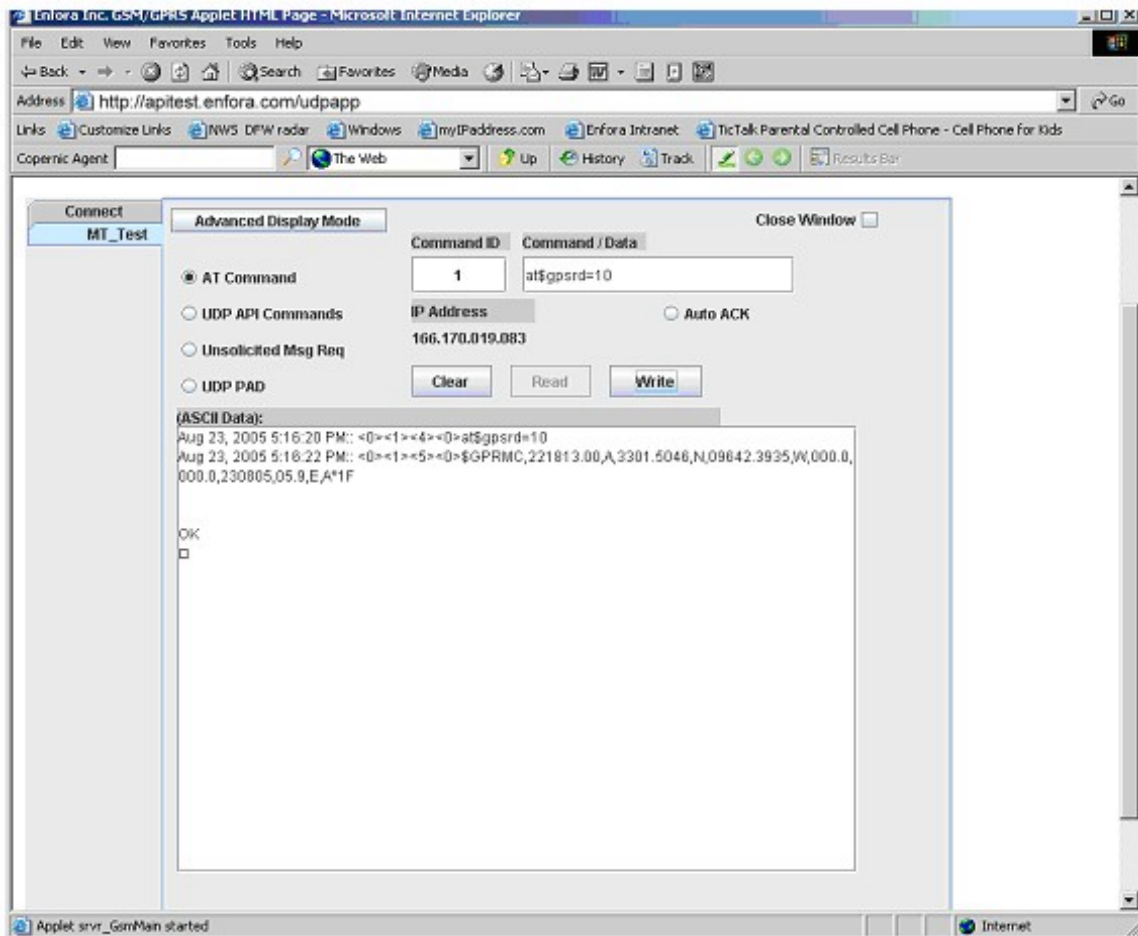 Enfora Inc. GSM/GPRS Applet HTML Page - Microsoft Internet Explorer
File Edit View Favorites Tools Help
Back Search Favorites Media
Address http://apitest.enfora.com/udpapp Go
Links Customize Links NWS DFW radar Windows myIPaddress.com Enfora Intranet TicTalk Parental Controlled Cell Phone - Cell Phone for Kids
Copernic Agent The Web Up History Track Results Bar
Connect
MT_Test
Advanced Display Mode
Close Window
Command ID Command / Data
AT Command
1
at$gpsrd=10
UDP API Commands
IP Address
Auto ACK
166.170.019.083
Unsolicited Msg Req
UDP PAD
Clear Read Write
(ASCII Data):
Aug 23, 2005 5:16:20 PM:: <0><1><4><0>at$gpsrd=10
Aug 23, 2005 5:16:22 PM:: <0><1><5><0>$GPRMC,221813.00,A,3301.5046,N,09642.3935,W,000.0,
000.0,230805,05.9,E,A*1F
OK
Applet srvr_GsmMain started
Internet